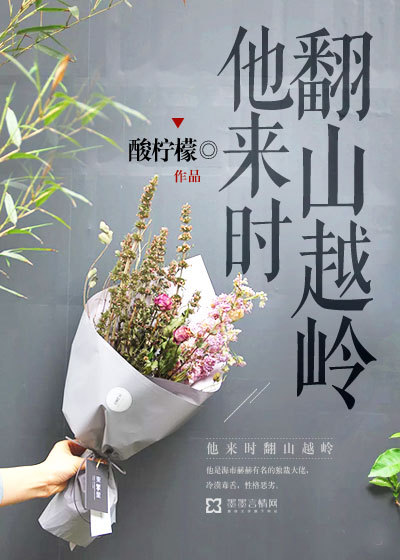 他来时
翻山越岭
酸柠檬◎
作品
他来时翻山越岭
他是海市赫赫有名的独裁大佬，
冷漠毒舌，性格恶劣。
墨墨言情网